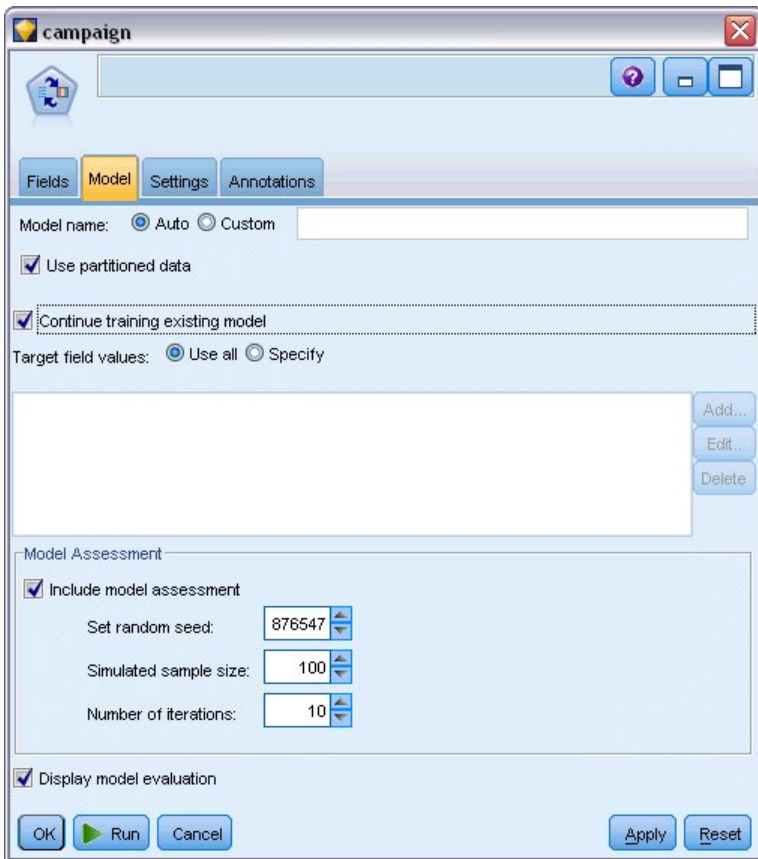 campaign
?
Fields Model Settings Annotations
Model name: Auto Custom
Use partitioned data
Continue training existing model
Target field values: Use all Specify
Add...
Edit..
Delete
Model Assessment
Include model assessment
Set random seed: 876547
Simulated sample size: 100
Number of iterations: 10
Display model evaluation
OK Run Cancel Apply Reset